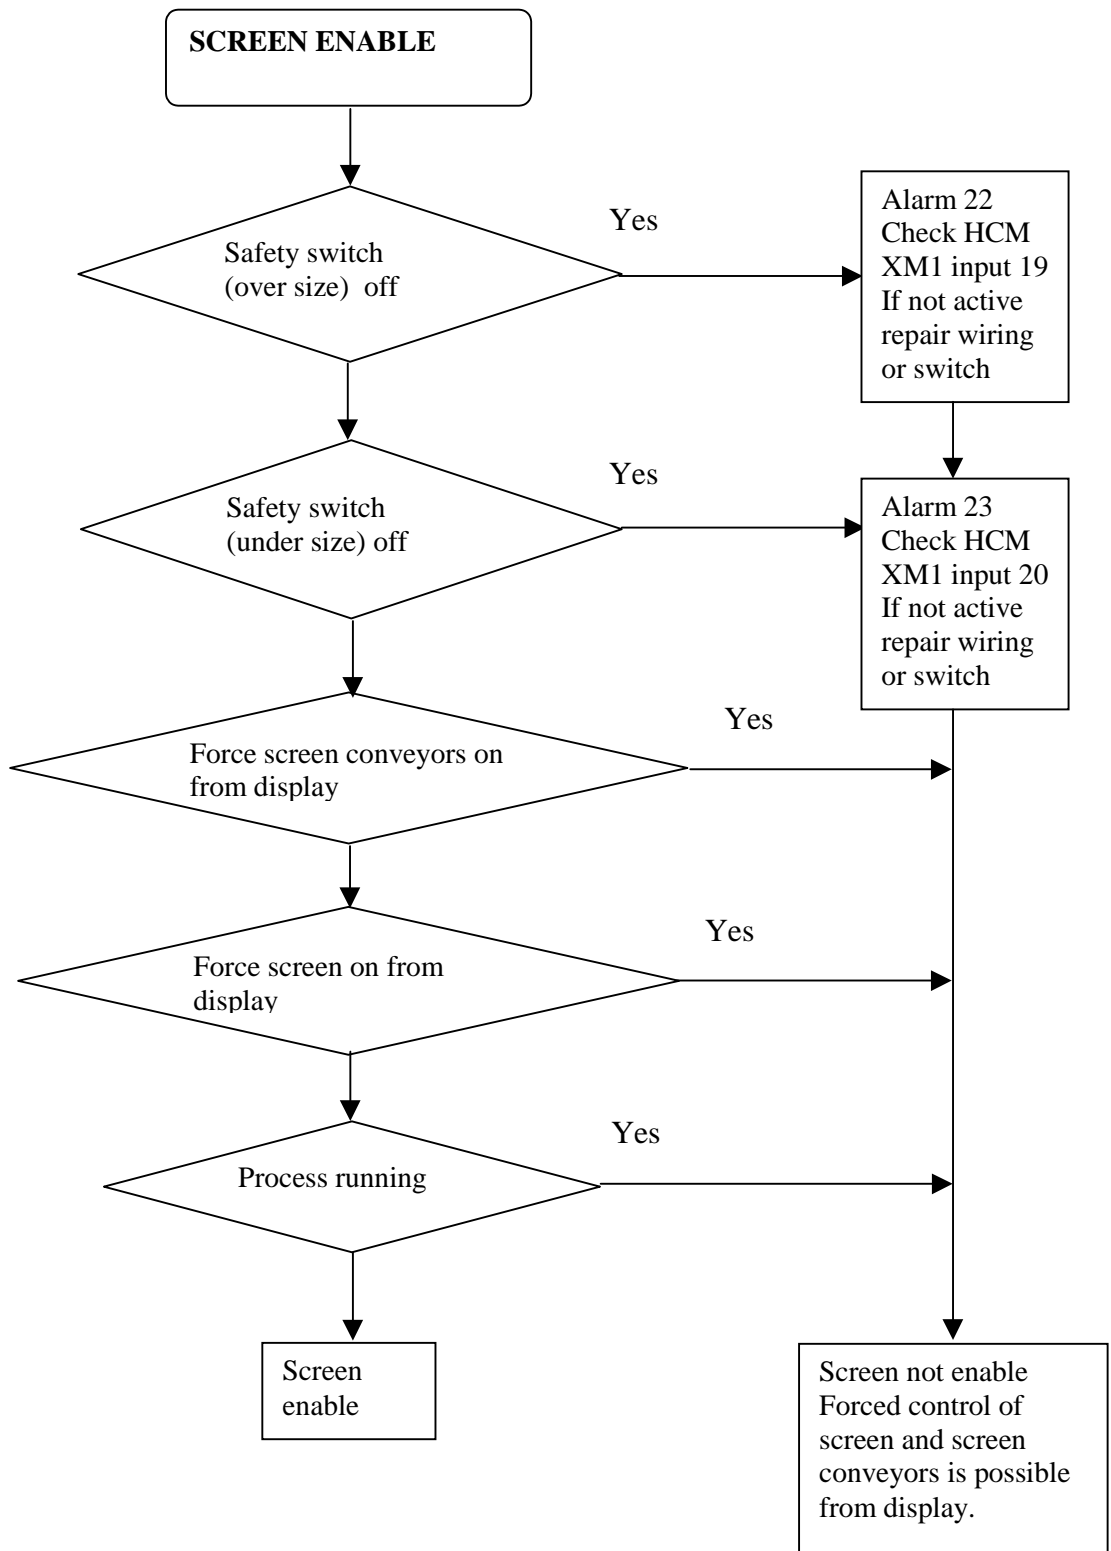 SCREEN ENABLE
Yes
Safety switch
(over size) off
Alarm 22
Check HCM
XM1 input 19
If not active
repair wiring
or switch
Yes
Safety switch
(under size) off
Alarm 23
Check HCM
XM1 input 20
If not active
repair wiring
or switch
Yes
Force screen conveyors on
from display
Yes
Force screen on from
display
Yes
Process running
Screen
enable
Screen not enable
Forced control of
screen and screen
conveyors is possible
from display.